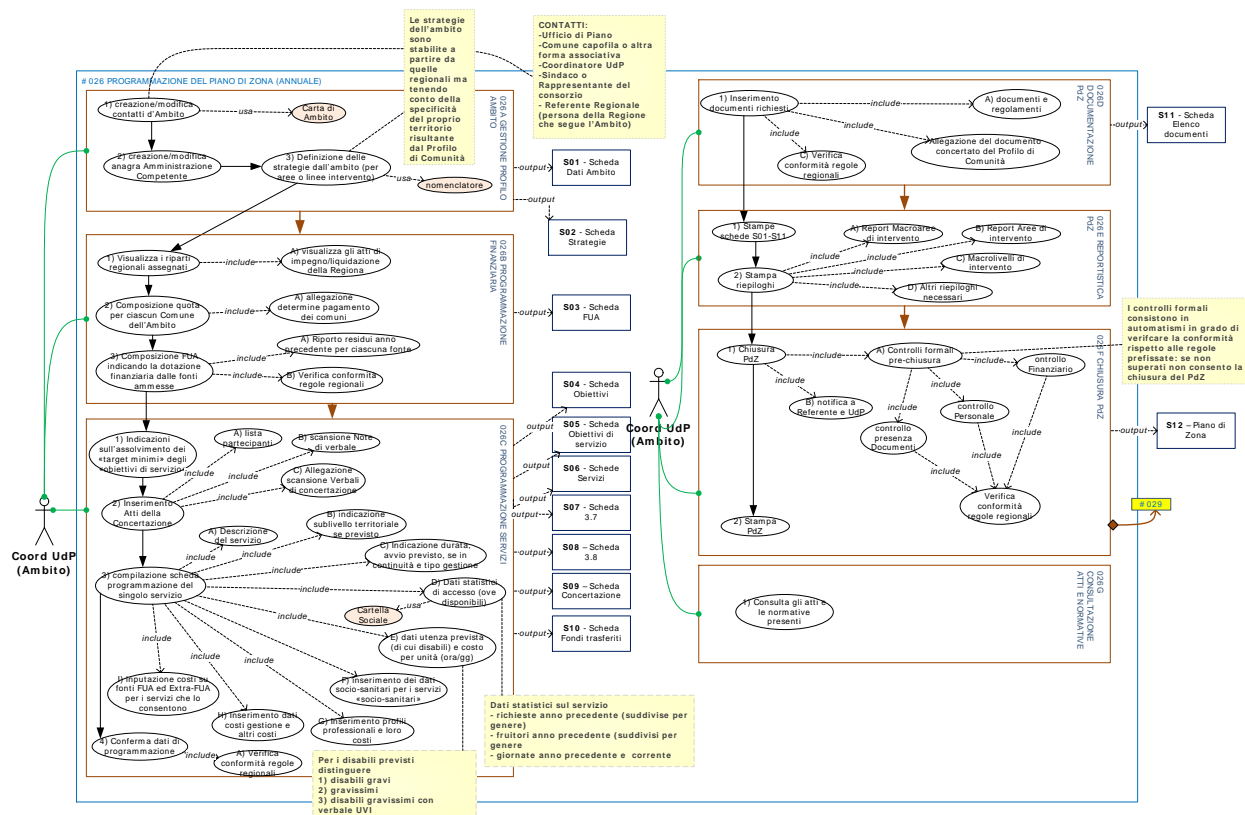 Le strategie
dell'ambito
sono
stabilite a
partire da
quelle
regionali ma
tenendo
conto della
specificità
del proprio
territorio
risultante
dal Profilo
di Comunità
CONTATTI:
-Ufficio di Piano
-Comune capofila o altra
forma associativa
-Coordinatore UdP
-Sindaco o
Rappresentante del
consorzio
- Referente Regionale
(persona della Regione
che segue l'Ambito)
# 026 PROGRAMMAZIONE DEL PIANO DI ZONA (ANNUALE)
026A GESTIONE PROFILO
AMBITO
1) creazione/modifica
contatti d'Ambito
usa
Carta di
Ambito
2) creazione/modifica
anagra Amministrazione
Competente
3) Definizione delle
strategie dall'ambito (per
aree o linee intervento)
usa
nomenclatore
output
S01 - Scheda
Dati Ambito
output
S02 - Scheda
Strategie
026B PROGRAMMAZIONE
FINANZIARIA
1) Visualizza i riparti
regionali assegnati
include
A) Visualizza gli atti di
impegno/liquidazione
della Regiona
2) Composizione quota
per ciascun Comune
dell'Ambito
include
A) allegazione
determine pagamento
dei comuni
3) Composizione FUA
indicando la dotazione
finanziaria dalle fonti
ammesse
include
A) Riporto residui anno
precedente per ciascuna fonte
include
B) Verifica conformità
regole regionali
output
S03 - Scheda
FUA
026C PROGRAMMAZIONE SERVIZI
1) Indicazioni
sull'assolvimento dei
«target minimi» degli
obiettivi di servizio
2) Inserimento
Atti della
Concertazione
include
A) lista
partecipanti
include
B) scansione Note
di verbale
include
C) Allegazione
scansione Verbali
di concertazione
3) compilazione scheda
programmazione del
singolo servizio
include
A) Descrizione
del servizio
include
B) indicazione
sublivello territoriale
se previsto
include
C) Indicazione durata,
avvio previsto, se in
continuità e tipo gestione
include
D) Dati statistici
di accesso (ove
disponibili)
usa
Cartella
Sociale
include
E) dati utenza prevista
(di cui disabili) e costo
per unità (ora/gg)
include
F) Inserimento dei dati
socio-sanitari per i servizi
«socio-sanitari»
include
G) Inserimento profili
professionali e loro
costi
include
H) Inserimento dati
costi gestione e
altri costi
include
I) Inputazione costi su
fonti FUA ed Extra-FUA
per i servizi che lo
consentono
4) Conferma dati di
programmazione
include
A) Verifica
conformità regole
regionali
output
S04 - Scheda
Obiettivi
output
S05 - Scheda
Obiettivi di
servizio
output
S06 - Scheda
Servizi
output
S07 – Scheda
3.7
S08 – Scheda
3.8
output
S09 – Scheda
Concertazione
output
S10 - Scheda
Fondi trasferiti
Dati statistici sul servizio
- richieste anno precedente (suddivise per
genere)
- fruitori anno precedente (suddivisi per
genere
- giornate anno precedente e corrente
Per i disabili previsti
distinguere
1) disabili gravi
2) gravissimi
3) disabili gravissimi con
verbale UVI
Coord UdP
(Ambito)
Coord UdP
(Ambito)
026D
DOCUMENTAZIONE
PdZ
1) Inserimento
documenti richiesti
include
A) documenti e
regolamenti
include
Allegazione del documento
concertato del Profilo di
Comunità
include
C) Verifica
conformità regole
regionali
output
S11 - Scheda
Elenco
documenti
026E REPORTISTICA
PdZ
1) Stampe
schede S01-S11
2) Stampa
riepiloghi
include
A) Report Macroaree
di intervento
include
B) Report Aree di
intervento
include
C) Macrolivelli di
intervento
include
D) Altri riepiloghi
necessari
026F CHIUSURA PdZ
1) Chiusura
PdZ
include
A) Controlli formali
pre-chiusura
include
ontrollo
Finanziario
include
B) notifica a
Referente e UdP
include
controllo
Personale
include
controllo
presenza
Documenti
include
include
include
Verifica
conformità
regole regionali
2) Stampa
PdZ
I controlli formali
consistono in
automatismi in grado di
verifcare la conformità
rispetto alle regole
prefissate: se non
superati non consento la
chiusura del PdZ
output
S12 – Piano di
Zona
# 029
026G
CONSULTAZIONE
ATTI E NORMATIVE
1) Consulta gli atti e
le normative
presenti